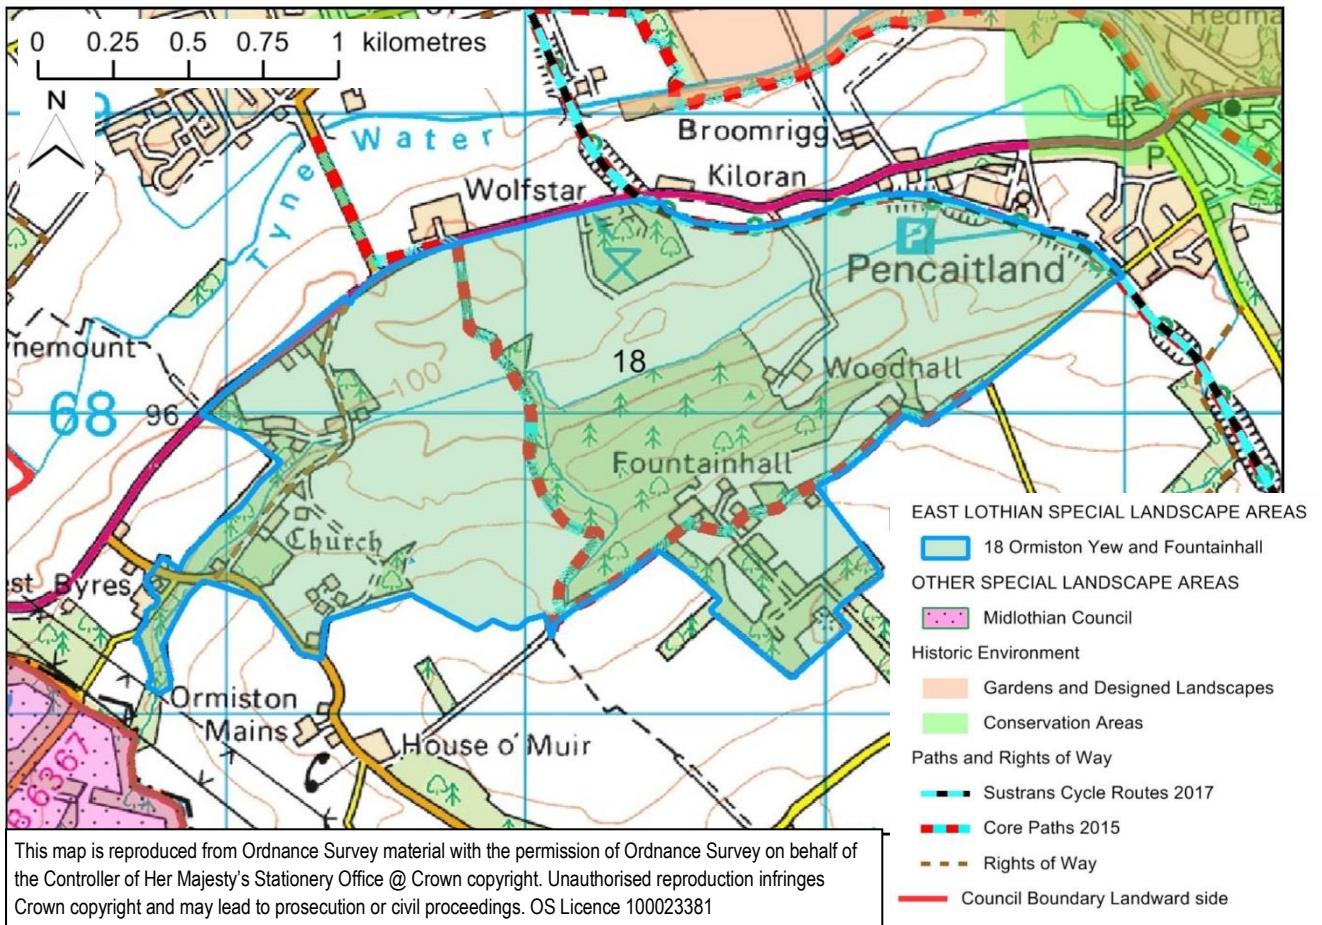 0 0.25 0.5 0.75 1 kilometres
N
Redma
Tyne Water
Broomrigg
P
Wolfstar
Kiloran
P
Pencaitland
nemount
18
100
Woodhall
68
96
Fountainhall
Church
st Byres
Ormiston
Mains
House o' Muir
6367
EAST LOTHIAN SPECIAL LANDSCAPE AREAS
18 Ormiston Yew and Fountainhall
OTHER SPECIAL LANDSCAPE AREAS
Midlothian Council
Historic Environment
Gardens and Designed Landscapes
Conservation Areas
Paths and Rights of Way
Sustrans Cycle Routes 2017
Core Paths 2015
Rights of Way
Council Boundary Landward side
This map is reproduced from Ordnance Survey material with the permission of Ordnance Survey on behalf of
the Controller of Her Majesty's Stationery Office @ Crown copyright. Unauthorised reproduction infringes
Crown copyright and may lead to prosecution or civil proceedings. OS Licence 100023381